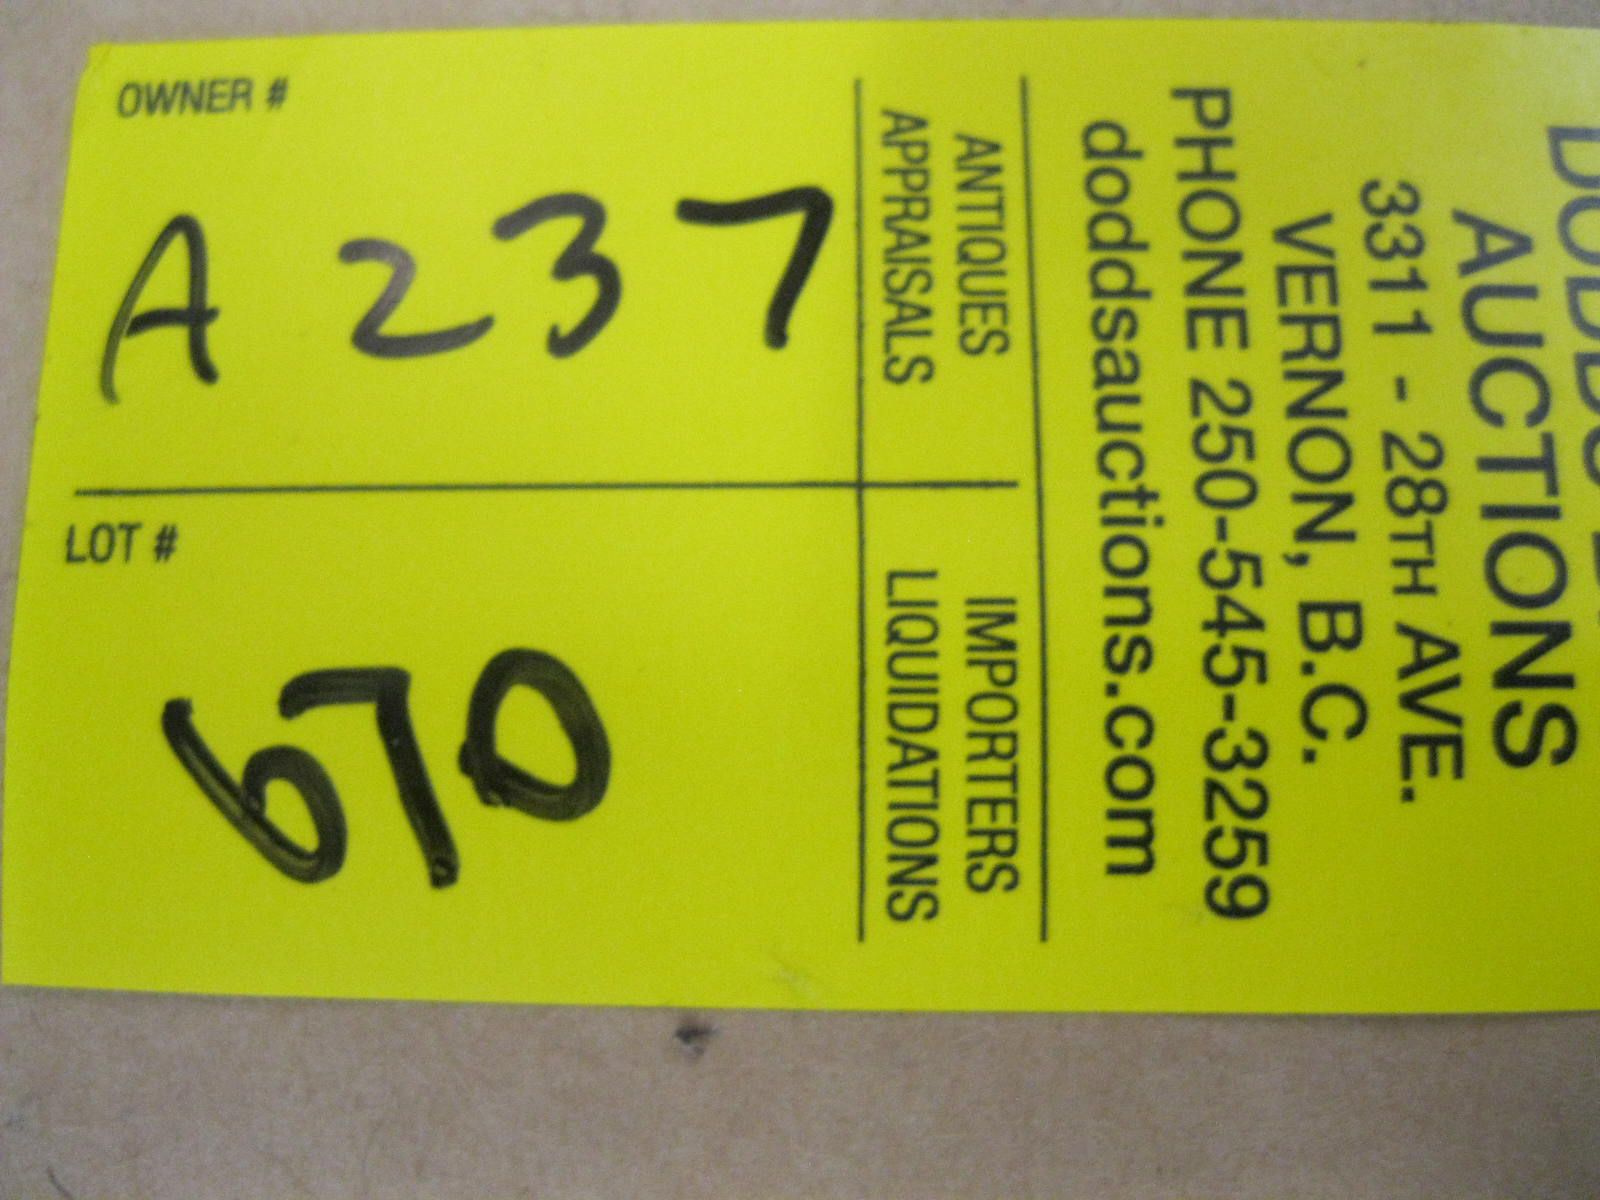 OWNER #
A 237
LOT #
670
AUCTIONS
3311 - 28TH AVE.
VERNON, B.C.
PHONE 250-545-3259
doddsauctions.com
ANTIQUES
APPRAISALS
IMPORTERS
LIQUIDATIONS